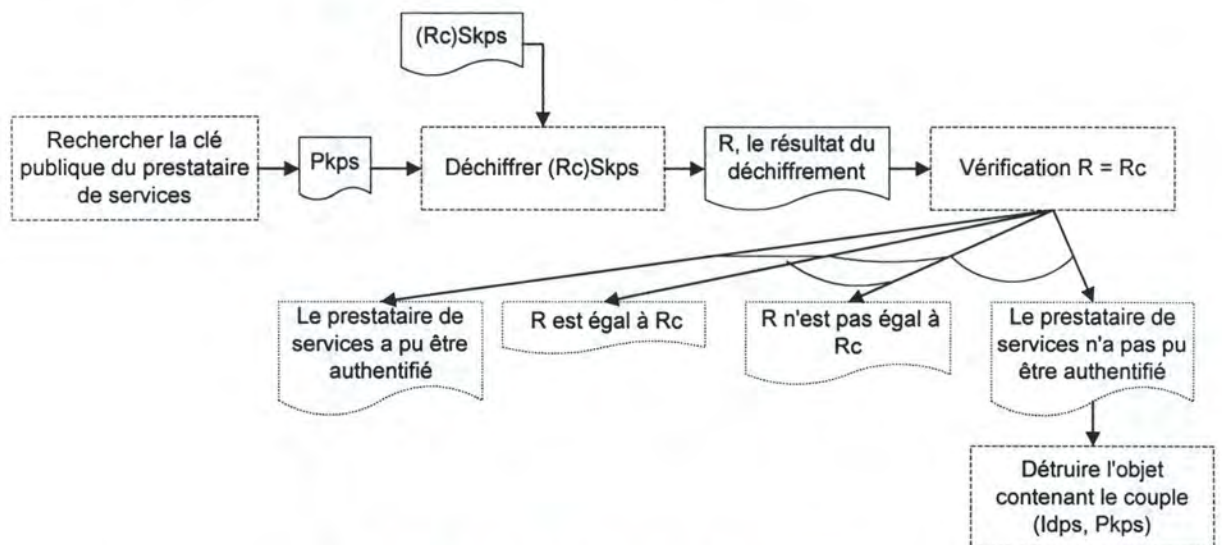 (Rc)Skps
Rechercher la clé
publique du prestataire
de services
Pkps
Déchiffrer (Rc)Skps
R, le résultat du
déchiffrement
Vérification R = Rc
Le prestataire de
services a pu être
authentifié
R est égal à Rc
R n'est pas égal à
Rc
Le prestataire de
services n'a pas pu
être authentifié
Détruire l'objet
contenant le couple
(Idps, Pkps)